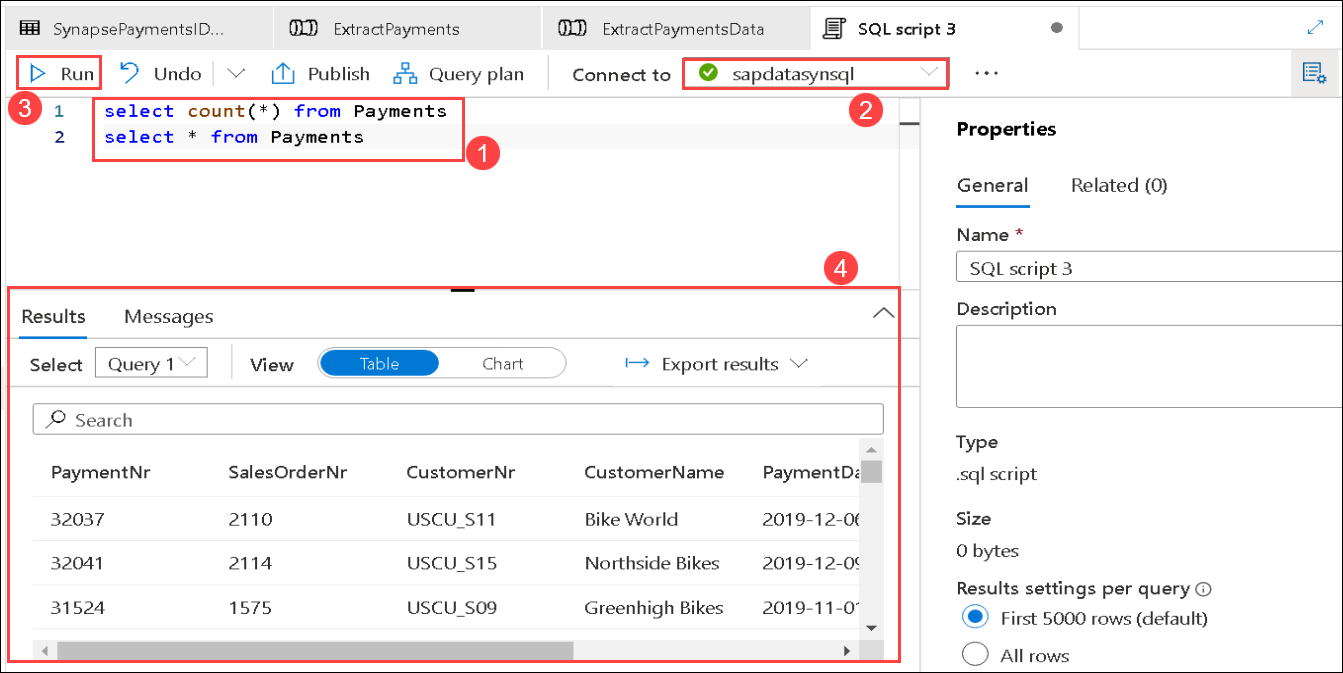 SynapsePaymentsID...
ExtractPayments
ExtractPaymentsData
SQL script 3
Run
Undo
Publish
Query plan
Connect to
sapdatasynsql
...
3
2
1 select count(*) from Payments
2 select * from Payments
1
4
Results
Messages
Select
Query 1
View
Table
Chart
Export results
Search
PaymentNr SalesOrderNr CustomerNr CustomerName PaymentDa
32037 2110 USCU_S11 Bike World 2019-12-06
32041 2114 USCU_S15 Northside Bikes 2019-12-09
31524 1575 USCU_S09 Greenhigh Bikes 2019-11-01
Properties
General
Related (0)
Name *
SQL script 3
Description
Type
.sql script
Size
0 bytes
Results settings per query
First 5000 rows (default)
All rows